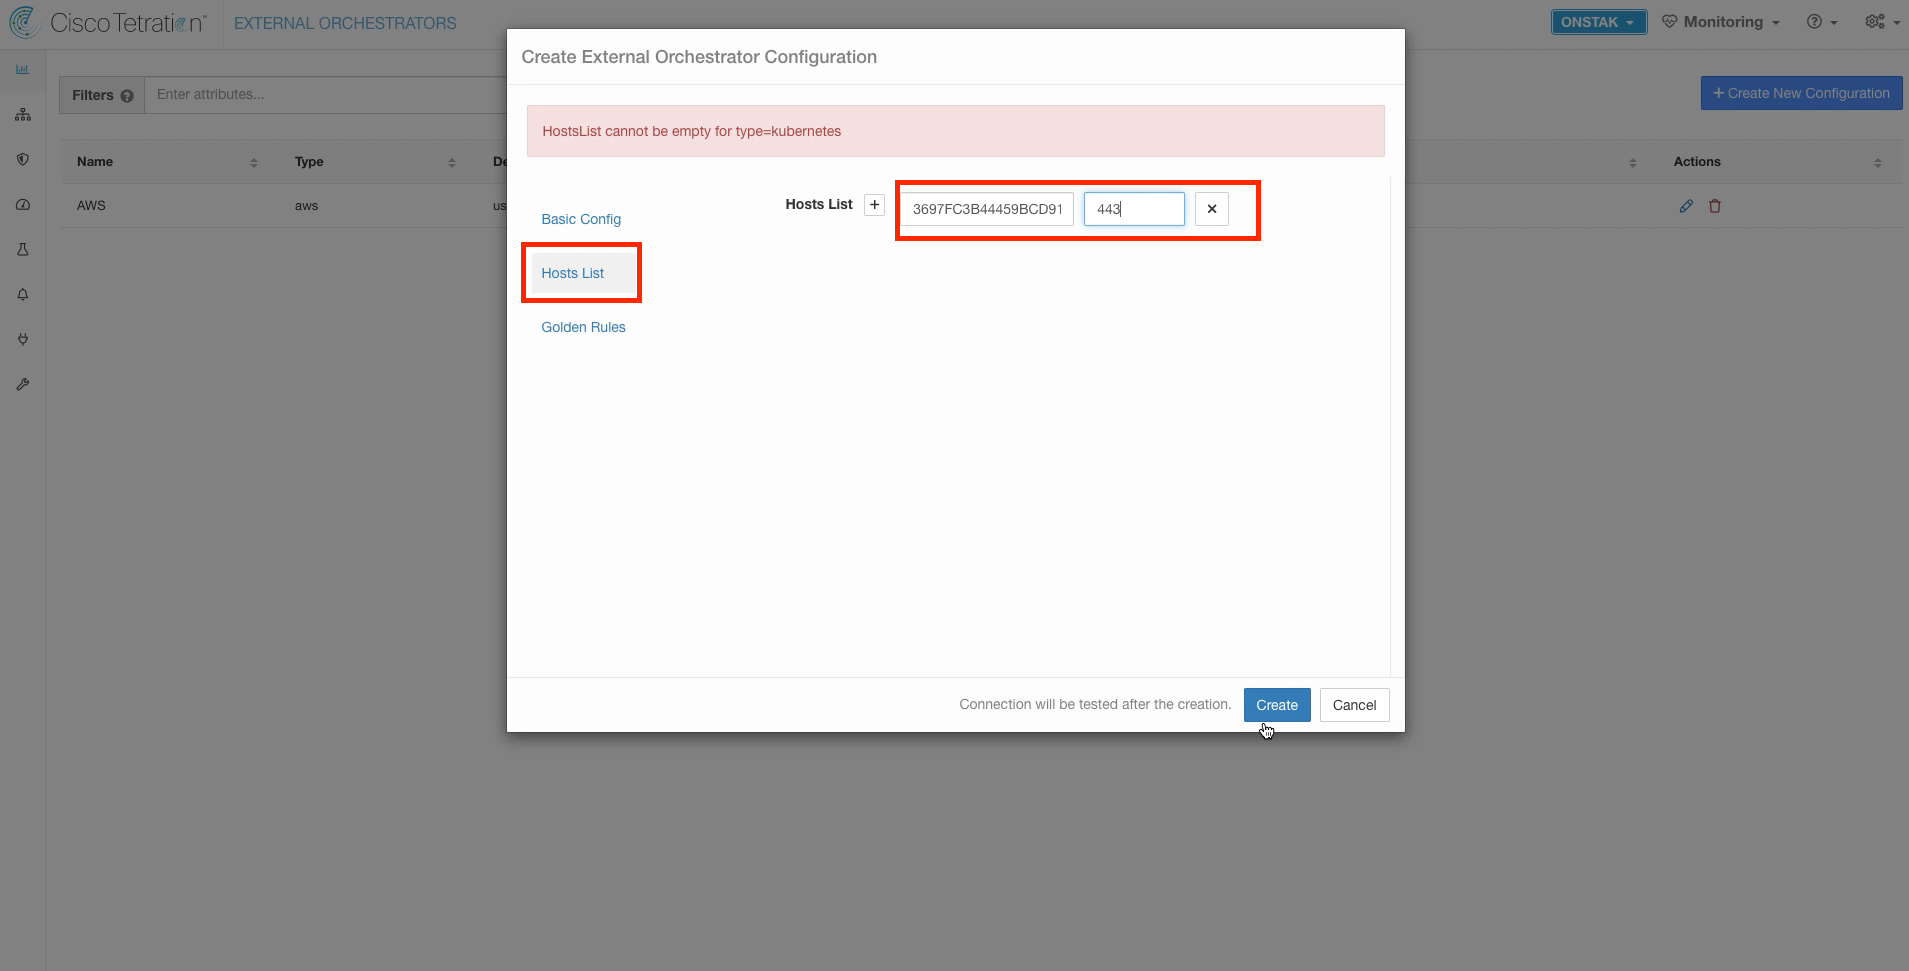 Cisco Tetration™ EXTERNAL ORCHESTRATORS
ONSTAK
Monitoring
Create External Orchestrator Configuration
Filters ? Enter attributes...
+ Create New Configuration
HostsList cannot be empty for type=kubernetes
Name Type De Actions
AWS aws us
Hosts List + 3697FC3B44459BCD91 443 ×
Basic Config
Hosts List
Golden Rules
Connection will be tested after the creation. Create Cancel